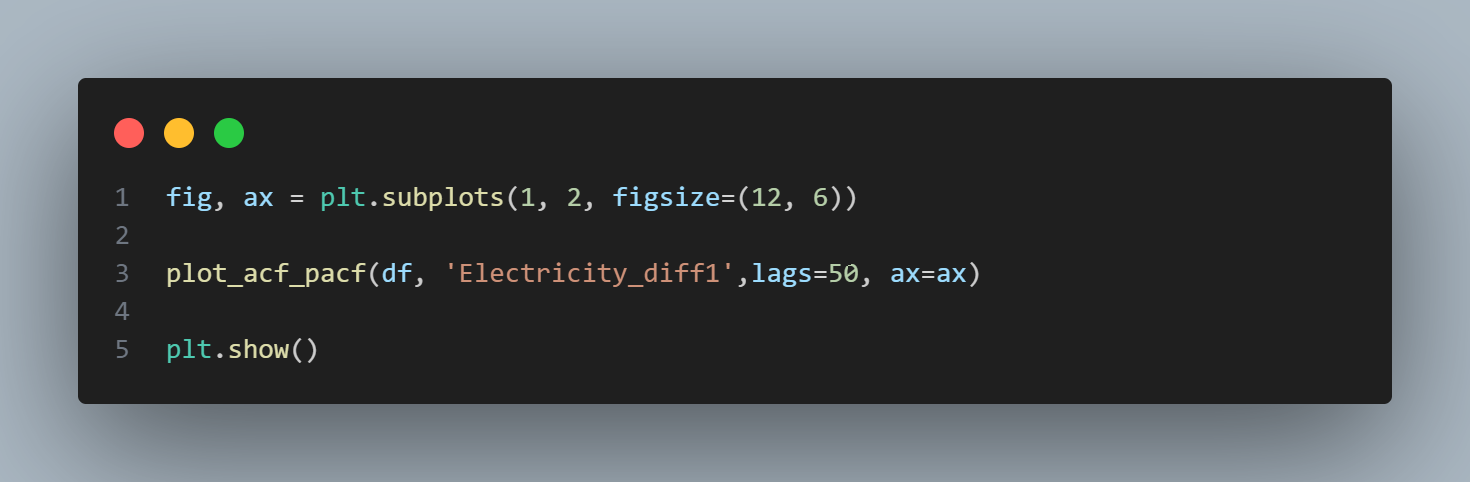 1 fig, ax = plt.subplots(1, 2, figsize=(12, 6))
2
3 plot_acf_pacf(df, 'Electricity_diff1',lags=50, ax=ax)
4
5 plt.show()